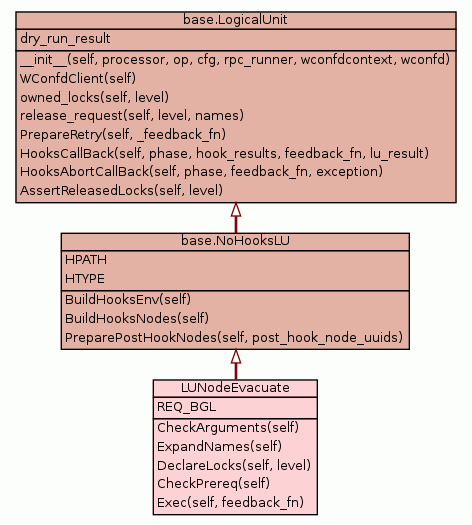 base.LogicalUnit
dry_run_result
__init__(self, processor, op, cfg, rpc_runner, wconfdcontext, wconfd)
WConfdClient(self)
owned_locks(self, level)
release_request(self, level, names)
PrepareRetry(self, _feedback_fn)
HooksCallBack(self, phase, hook_results, feedback_fn, lu_result)
HooksAbortCallBack(self, phase, feedback_fn, exception)
AssertReleasedLocks(self, level)
base.NoHooksLU
HPATH
HTYPE
BuildHooksEnv(self)
BuildHooksNodes(self)
PreparePostHookNodes(self, post_hook_node_uuids)
LUNodeEvacuate
REQ_BGL
CheckArguments(self)
ExpandNames(self)
DeclareLocks(self, level)
CheckPrereq(self)
Exec(self, feedback_fn)